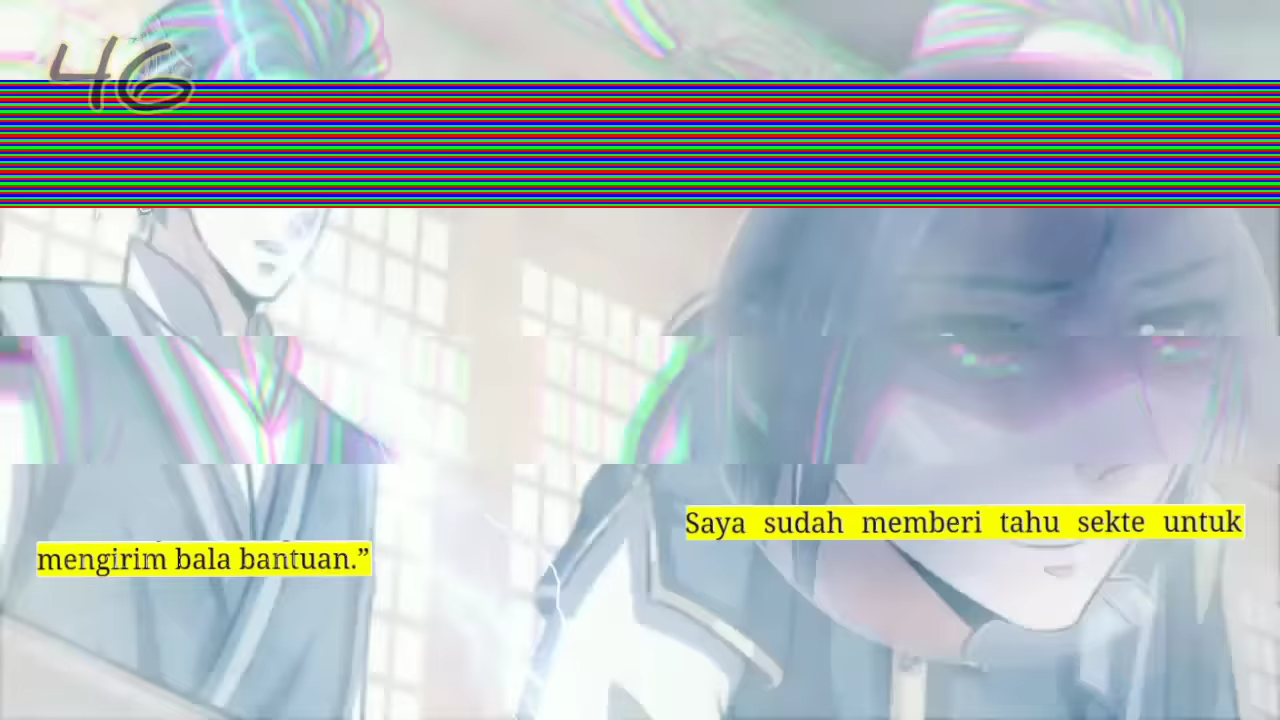 46
Saya sudah memberi tahu sekte untuk
mengirim bala bantuan.”